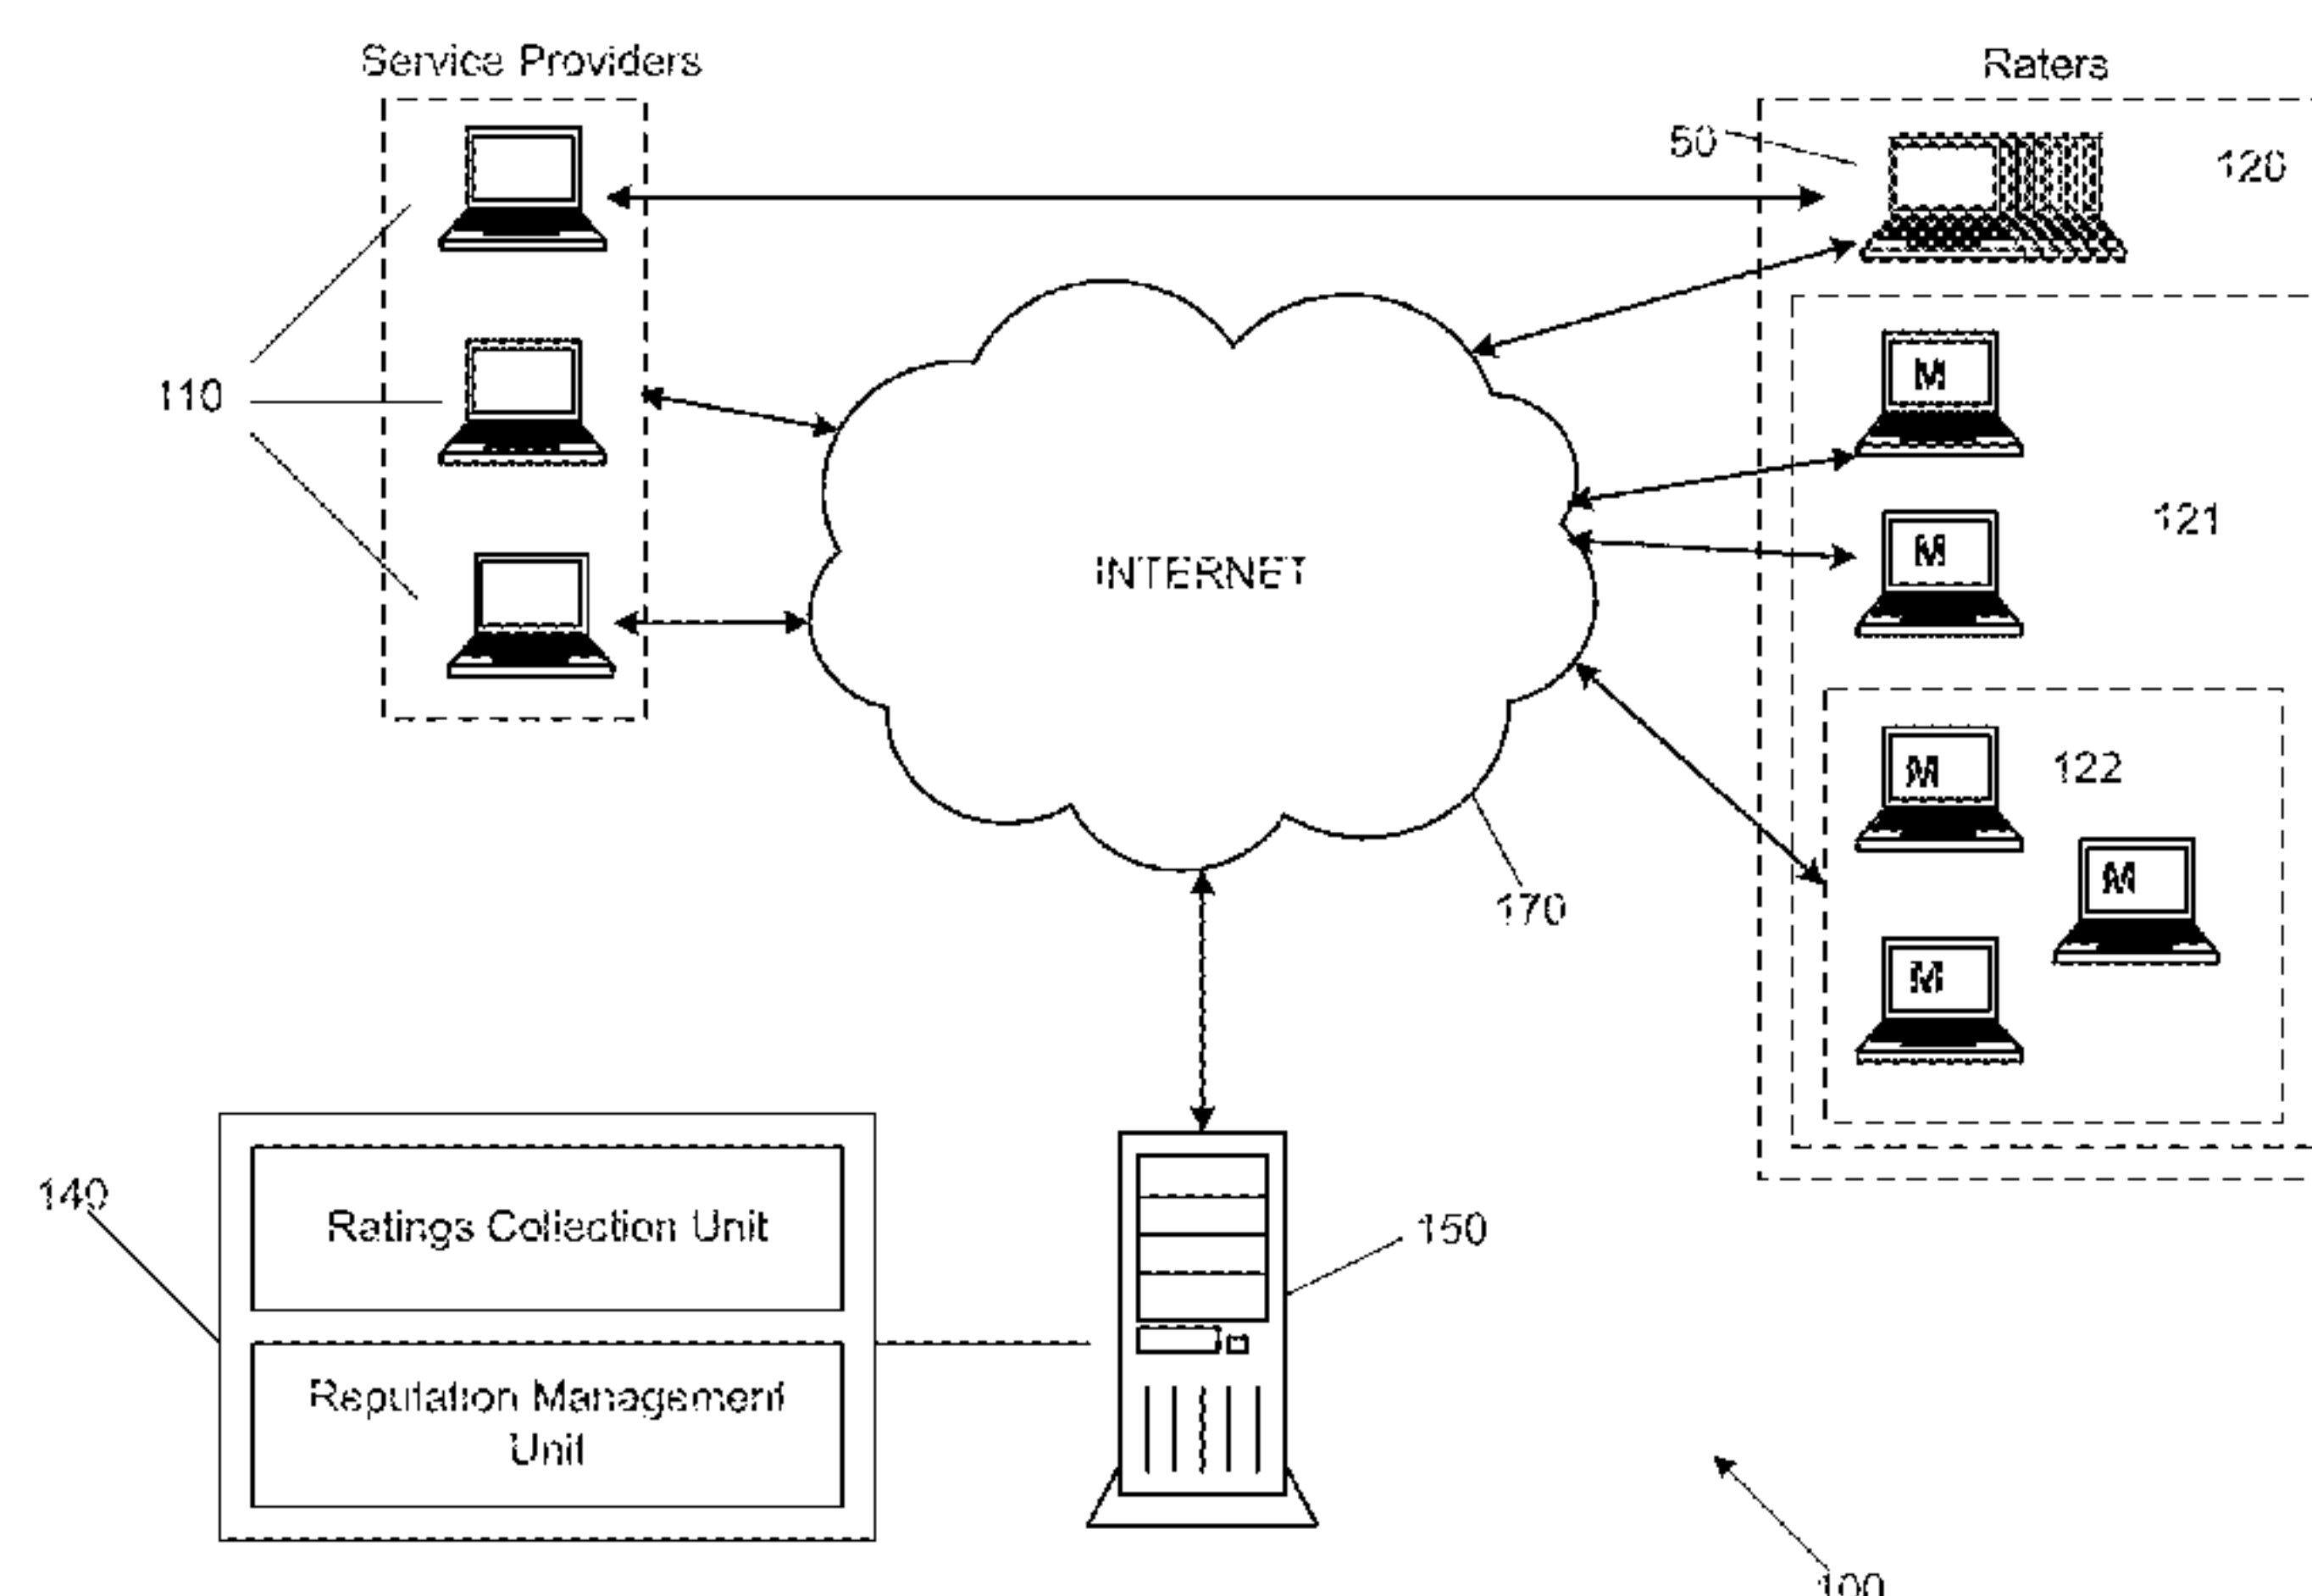 Service Providers
Raters
50
120
M
110
121
M
INTERNET
M
122
M
170
M
140
Ratings Collection Unit
150
Reputation Management
Unit
100